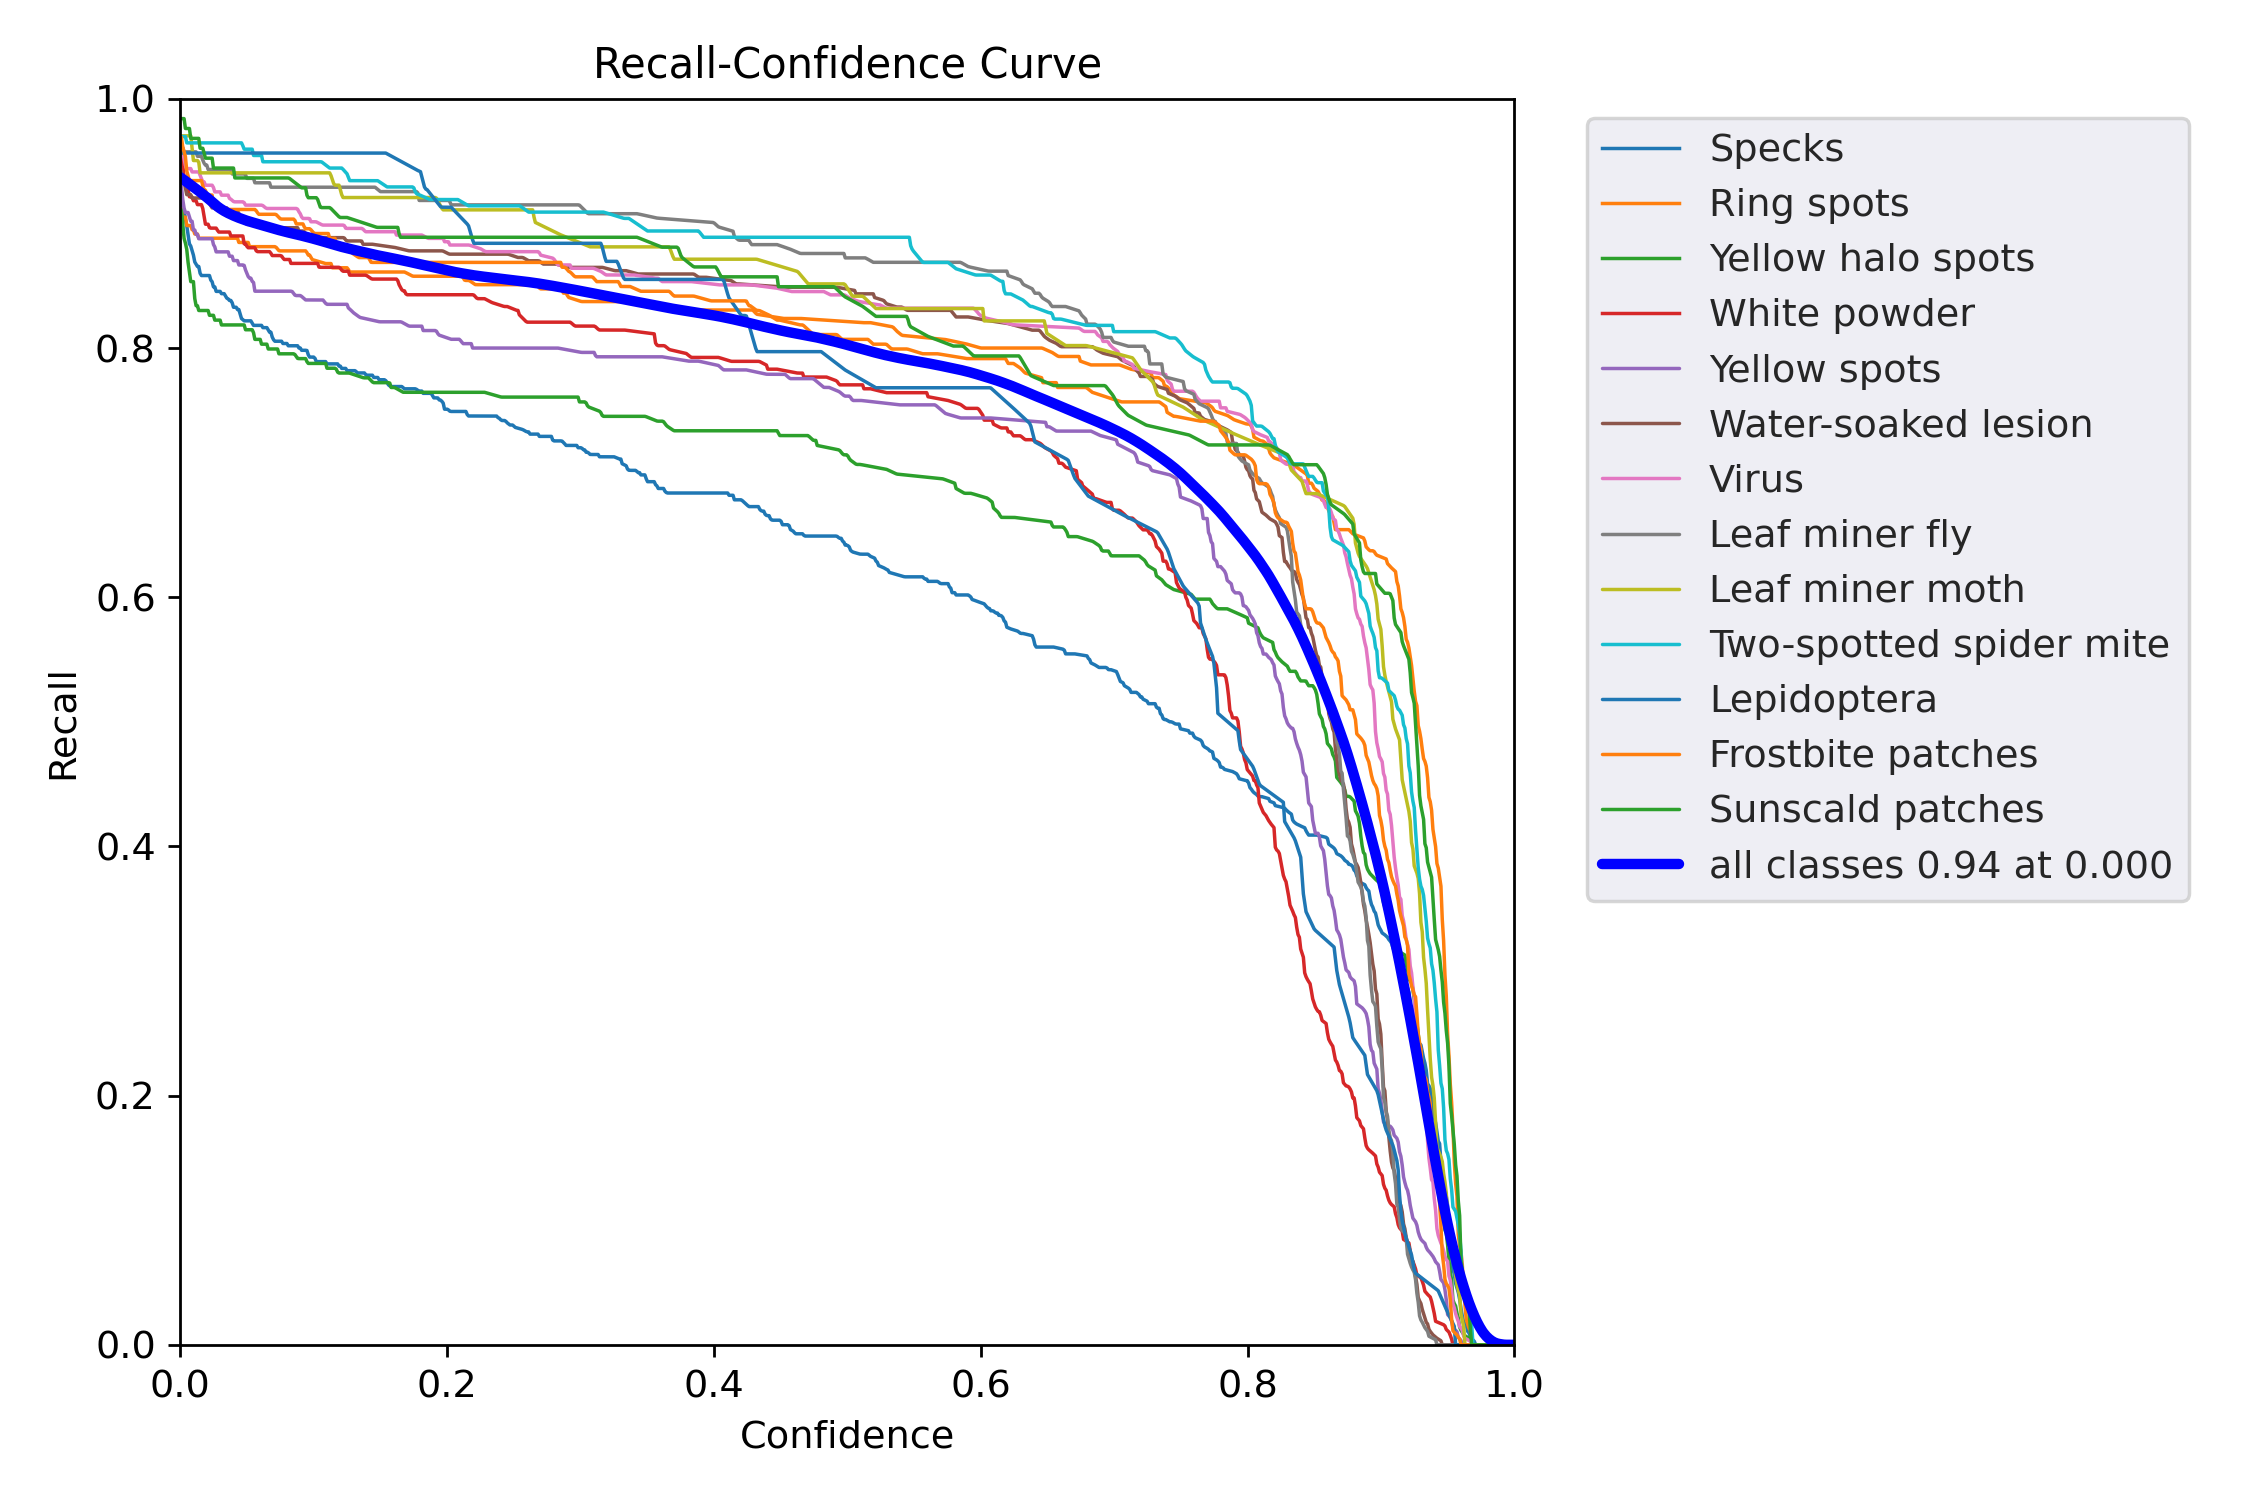 Recall-Confidence Curve
1.0
0.8
0.6
0.4
0.2
0.0
Recall
0.0 0.2 0.4 0.6 0.8 1.0
Confidence
Specks
Ring spots
Yellow halo spots
White powder
Yellow spots
Water-soaked lesion
Virus
Leaf miner fly
Leaf miner moth
Two-spotted spider mite
Lepidoptera
Frostbite patches
Sunscald patches
all classes 0.94 at 0.000